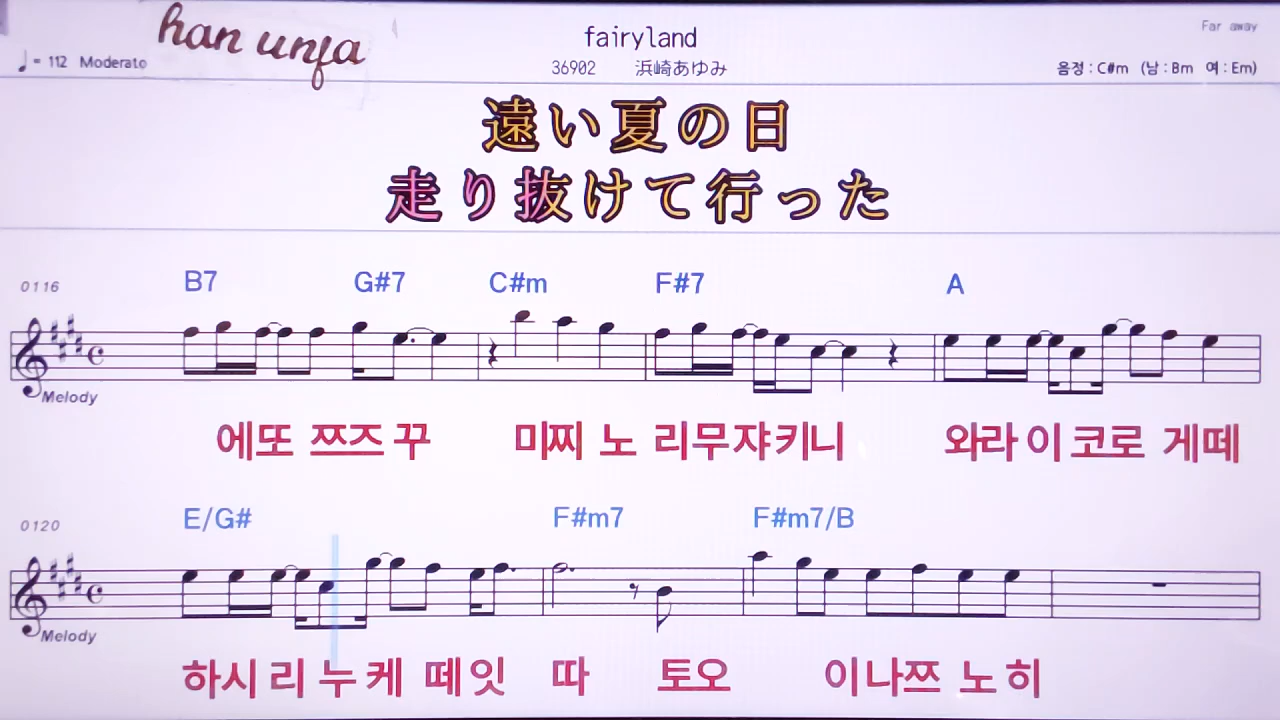 han unfa
Far away
♩= 112 Moderato
fairyland
36902 浜崎あゆみ
음정 : C#m (남 : Bm 여 : Em)
遠い夏の日
走り抜けて行った
0116
B7 G#7 C#m F#7 A
Melody
에또 쯔즈 꾸 미찌 노 리무쟈키니 와라 이 코로 게떼
0120
E/G# F#m7 F#m7/B
Melody
하시 리 누 케 떼잇 따 토오 이나쯔 노 히